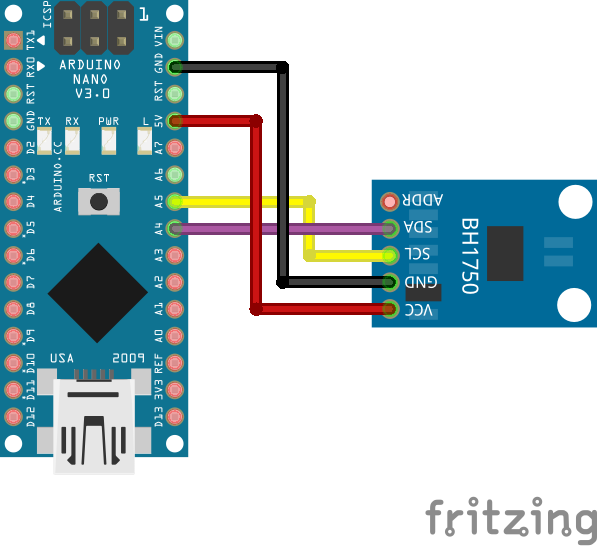 ICSP
1
TX1
RX0
RST
GND
D2
D3
D4
D5
D6
D7
D8
D9
D10
D11
D12
ARDUINO
NANO
V3.0
TX RX PWR L
RST
ARDUINO.CC
USA 2009
VIN
GND
RST
5V
A7
A6
A5
A4
A3
A2
A1
A0
REF
3V3
D13
ADDR
SDA
SCL
GND
VCC
BH1750
fritzing